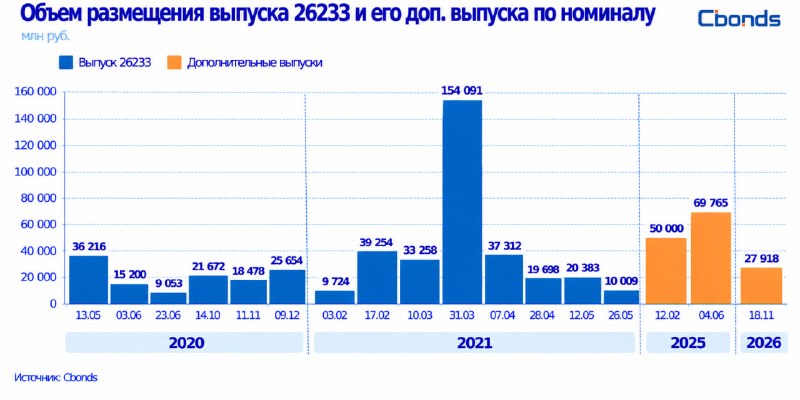 Объем размещения выпуска 26233 и его доп. выпуска по номиналу
Cbonds
млн руб.
Выпуск 26233 Дополнительные выпуски
160 000
140 000
120 000
100 000
80 000
60 000
40 000
20 000
0
36 216 15 200 9 053 21 672 18 478 25 654 9 724 39 254 33 258 154 091 37 312 19 698 20 383 10 009 50 000 69 765 27 918
13.05 03.06 23.06 14.10 11.11 09.12 03.02 17.02 10.03 31.03 07.04 28.04 12.05 26.05 12.02 04.06 18.11
2020 2021 2025 2026
Источник: Cbonds